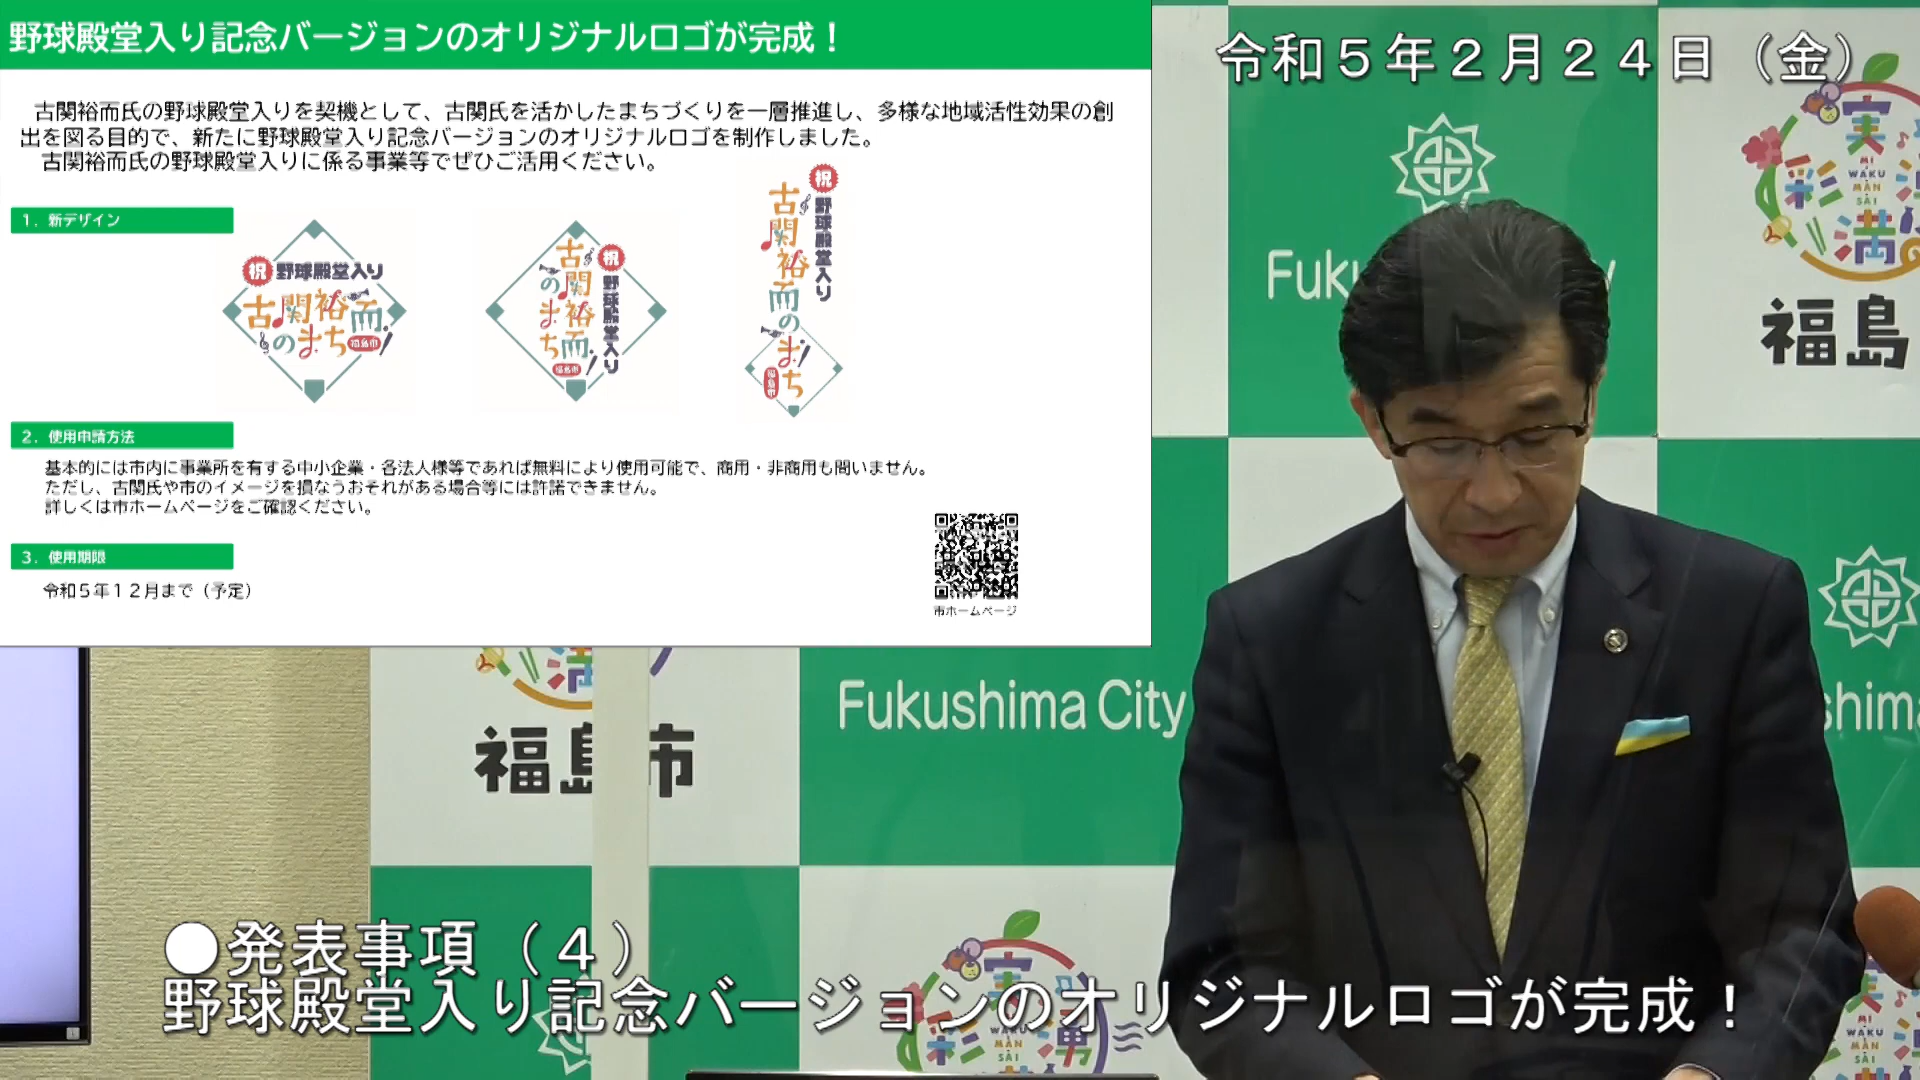 野球殿堂入り記念バージョンのオリジナルロゴが完成！
古関裕而氏の野球殿堂入りを契機として、古関氏を活かしたまちづくりを一層推進し、多様な地域活性効果の創
出を図る目的で、新たに野球殿堂入り記念バージョンのオリジナルロゴを制作しました。
古関裕而氏の野球殿堂入りに係る事業等でぜひご活用ください。
1．新デザイン
祝 野球殿堂入り
古関裕而
のまち 福島市
祝 野球殿堂入り
古関裕而
のまち
福島市
祝 野球殿堂入り
古関裕而のまち
福島市
2．使用申請方法
基本的には市内に事業所を有する中小企業・各法人様等であれば無料により使用可能で、商用・非商用も問いません。
ただし、古関氏や市のイメージを損なうおそれがある場合等には許諾できません。
詳しくは市ホームページをご確認ください。
3．使用期限
令和５年１２月まで（予定）
市ホームページ
令和５年２月２４日（金）
実
MI
WAKU
MAN
SAI
彩
満
福島
福島市
Fukushima City
●発表事項（４）
野球殿堂入り記念バージョンのオリジナルロゴが完成！
実
WAKU
MAN
SAI
彩
湧
実
MI
WAKU
MAN
SAI
彩